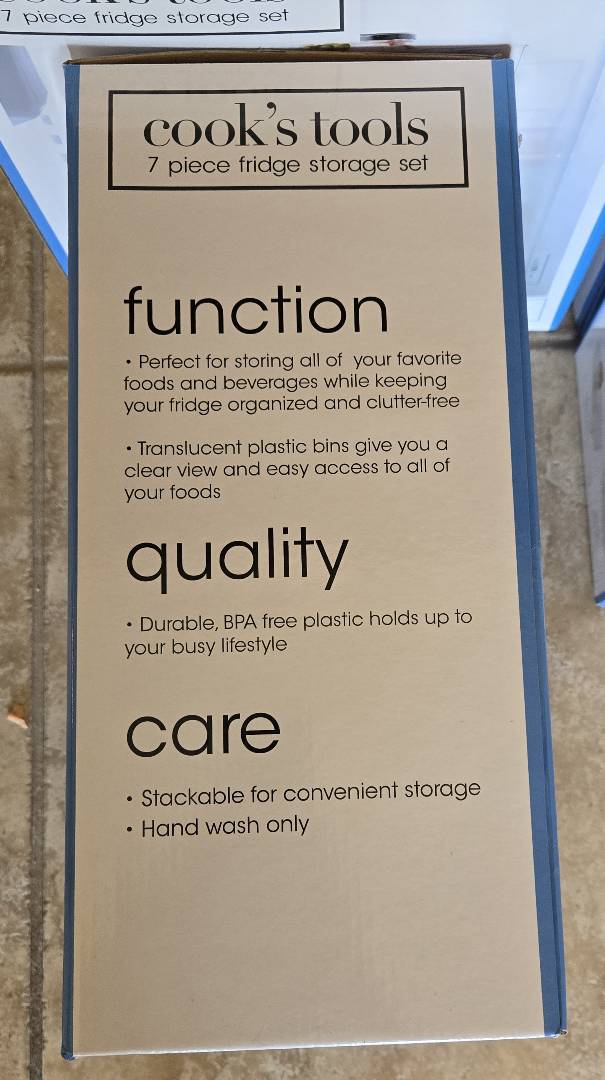 7 piece fridge storage set
cook's tools
7 piece fridge storage set
function
• Perfect for storing all of your favorite
foods and beverages while keeping
your fridge organized and clutter-free
• Translucent plastic bins give you a
clear view and easy access to all of
your foods
quality
• Durable, BPA free plastic holds up to
your busy lifestyle
care
• Stackable for convenient storage
• Hand wash only